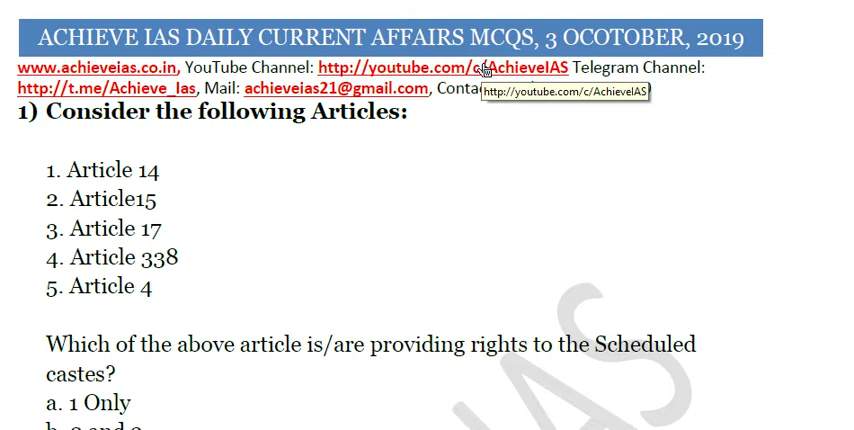 ACHIEVE IAS DAILY CURRENT AFFAIRS MCQS, 3 OCOTOBER, 2019
www.achieveias.co.in, YouTube Channel: http://youtube.com/c/AchieveIAS Telegram Channel:
http://t.me/Achieve_Ias, Mail: achieveias21@gmail.com,
http://youtube.com/c/AchieveIAS
1) Consider the following Articles:
1. Article 14
2. Article15
3. Article 17
4. Article 338
5. Article 4
Which of the above article is/are providing rights to the Scheduled
castes?
a. 1 Only
IAS